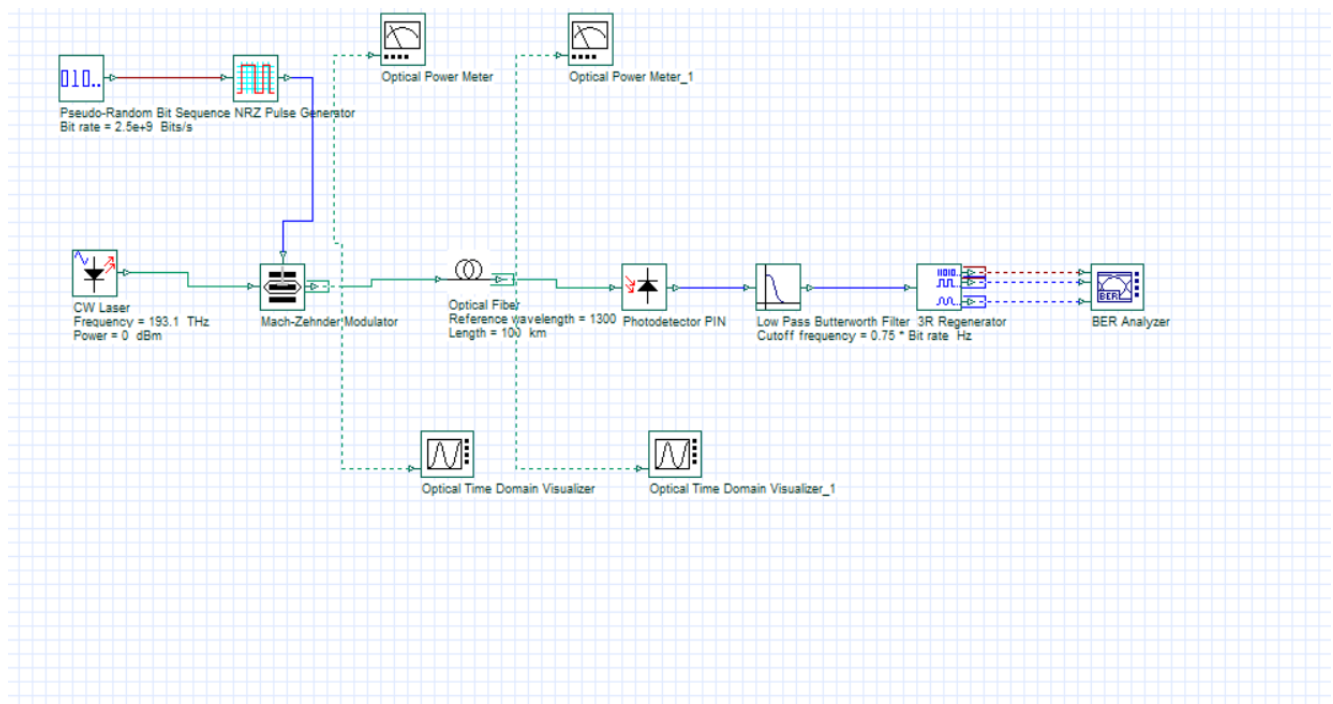 Optical Power Meter
Optical Power Meter_1
010..
Pseudo-Random Bit Sequence NRZ Pulse Generator
Bit rate = 2.5e+9 Bits/s
CW Laser
Frequency = 193.1 THz
Power = 0 dBm
Mach-Zehnder Modulator
Optical Fiber
Reference wavelength = 1300
Length = 100 km
Photodetector PIN
Low Pass Butterworth Filter
Cutoff frequency = 0.75 * Bit rate Hz
3R Regenerator
BER
BER Analyzer
Optical Time Domain Visualizer
Optical Time Domain Visualizer_1